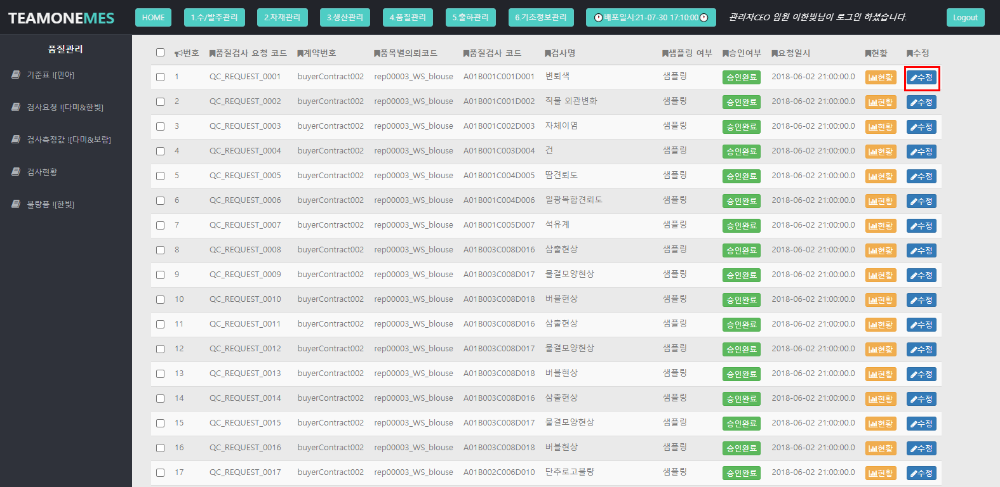 TEAMONEMES HOME 1.수/발주관리 2.자재관리 3.생산관리 4.품질관리 5.출하관리 6.기초정보관리 배포일시:21-07-30 17:10:00 관리자CEO 임원 이한빛님이 로그인 하셨습니다. Logout
품질관리
기준표 ![민아]
검사요청 ![다미&한빛]
검사측정값 ![다미&보람]
검사현황
불량품 ![한빛]
번호 품질검사 요청 코드 계약번호 품목별의뢰코드 품질검사 코드 검사명 샘플링 여부 승인여부 요청일시 현황 수정
1 QC_REQUEST_0001 buyerContract002 rep00003_WS_blouse A01B001C001D001 변퇴색 샘플링 승인완료 2018-06-02 21:00:00.0 현황 수정
2 QC_REQUEST_0002 buyerContract002 rep00003_WS_blouse A01B001C001D002 직물 외관변화 샘플링 승인완료 2018-06-02 21:00:00.0 현황 수정
3 QC_REQUEST_0003 buyerContract002 rep00003_WS_blouse A01B001C002D003 자체이염 샘플링 승인완료 2018-06-02 21:00:00.0 현황 수정
4 QC_REQUEST_0004 buyerContract002 rep00003_WS_blouse A01B001C003D004 건 샘플링 승인완료 2018-06-02 21:00:00.0 현황 수정
5 QC_REQUEST_0005 buyerContract002 rep00003_WS_blouse A01B001C004D005 땀견뢰도 샘플링 승인완료 2018-06-02 21:00:00.0 현황 수정
6 QC_REQUEST_0006 buyerContract002 rep00003_WS_blouse A01B001C004D006 일광복합견뢰도 샘플링 승인완료 2018-06-02 21:00:00.0 현황 수정
7 QC_REQUEST_0007 buyerContract002 rep00003_WS_blouse A01B001C005D007 석유계 샘플링 승인완료 2018-06-02 21:00:00.0 현황 수정
8 QC_REQUEST_0008 buyerContract002 rep00003_WS_blouse A01B003C008D016 삼출현상 샘플링 승인완료 2018-06-02 21:00:00.0 현황 수정
9 QC_REQUEST_0009 buyerContract002 rep00003_WS_blouse A01B003C008D017 물결모양현상 샘플링 승인완료 2018-06-02 21:00:00.0 현황 수정
10 QC_REQUEST_0010 buyerContract002 rep00003_WS_blouse A01B003C008D018 버블현상 샘플링 승인완료 2018-06-02 21:00:00.0 현황 수정
11 QC_REQUEST_0011 buyerContract002 rep00003_WS_blouse A01B003C008D016 삼출현상 샘플링 승인완료 2018-06-02 21:00:00.0 현황 수정
12 QC_REQUEST_0012 buyerContract002 rep00003_WS_blouse A01B003C008D017 물결모양현상 샘플링 승인완료 2018-06-02 21:00:00.0 현황 수정
13 QC_REQUEST_0013 buyerContract002 rep00003_WS_blouse A01B003C008D018 버블현상 샘플링 승인완료 2018-06-02 21:00:00.0 현황 수정
14 QC_REQUEST_0014 buyerContract002 rep00003_WS_blouse A01B003C008D016 삼출현상 샘플링 승인완료 2018-06-02 21:00:00.0 현황 수정
15 QC_REQUEST_0015 buyerContract002 rep00003_WS_blouse A01B003C008D017 물결모양현상 샘플링 승인완료 2018-06-02 21:00:00.0 현황 수정
16 QC_REQUEST_0016 buyerContract002 rep00003_WS_blouse A01B003C008D018 버블현상 샘플링 승인완료 2018-06-02 21:00:00.0 현황 수정
17 QC_REQUEST_0017 buyerContract002 rep00003_WS_blouse A01B002C006D010 단추로고불량 샘플링 승인완료 2018-06-02 21:00:00.0 현황 수정